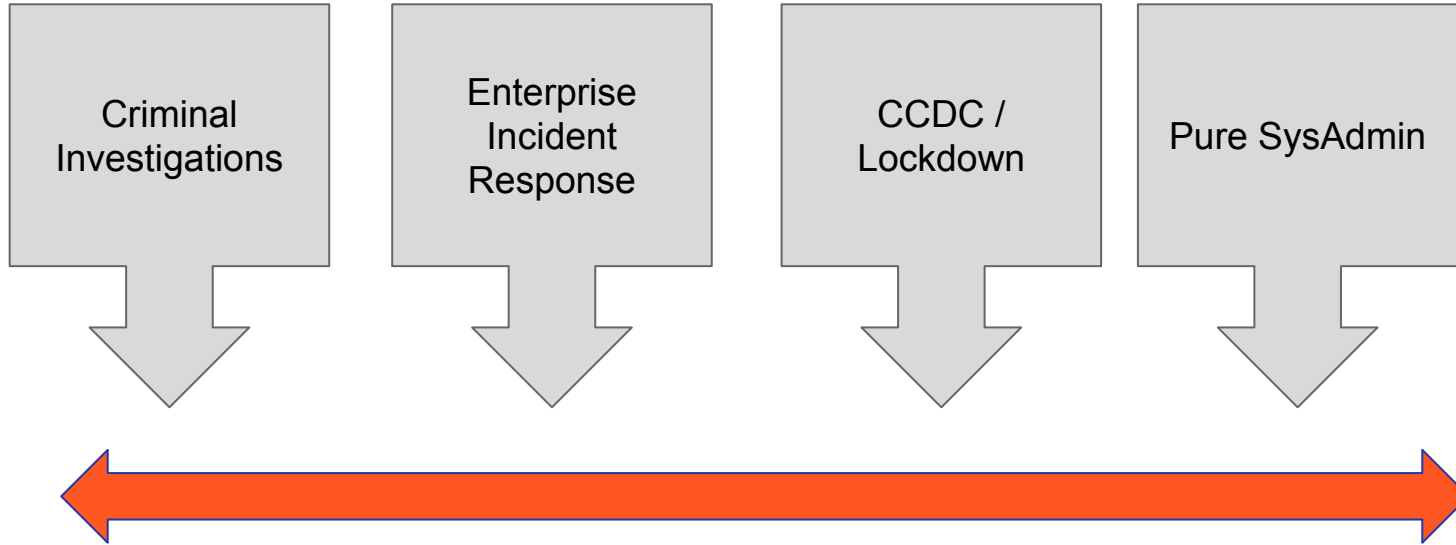 Criminal
Investigations
Enterprise
Incident
Response
CCDC /
Lockdown
Pure SysAdmin